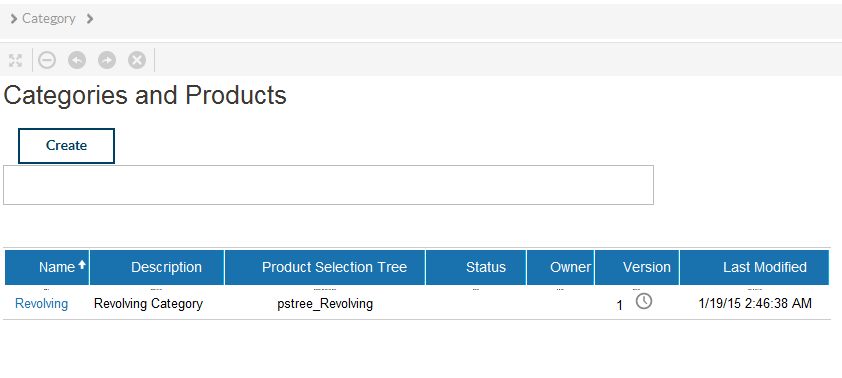 Category
Categories and Products
Create
Name Description Product Selection Tree Status Owner Version Last Modified
Revolving Revolving Category pstree_Revolving 1 1/19/15 2:46:38 AM